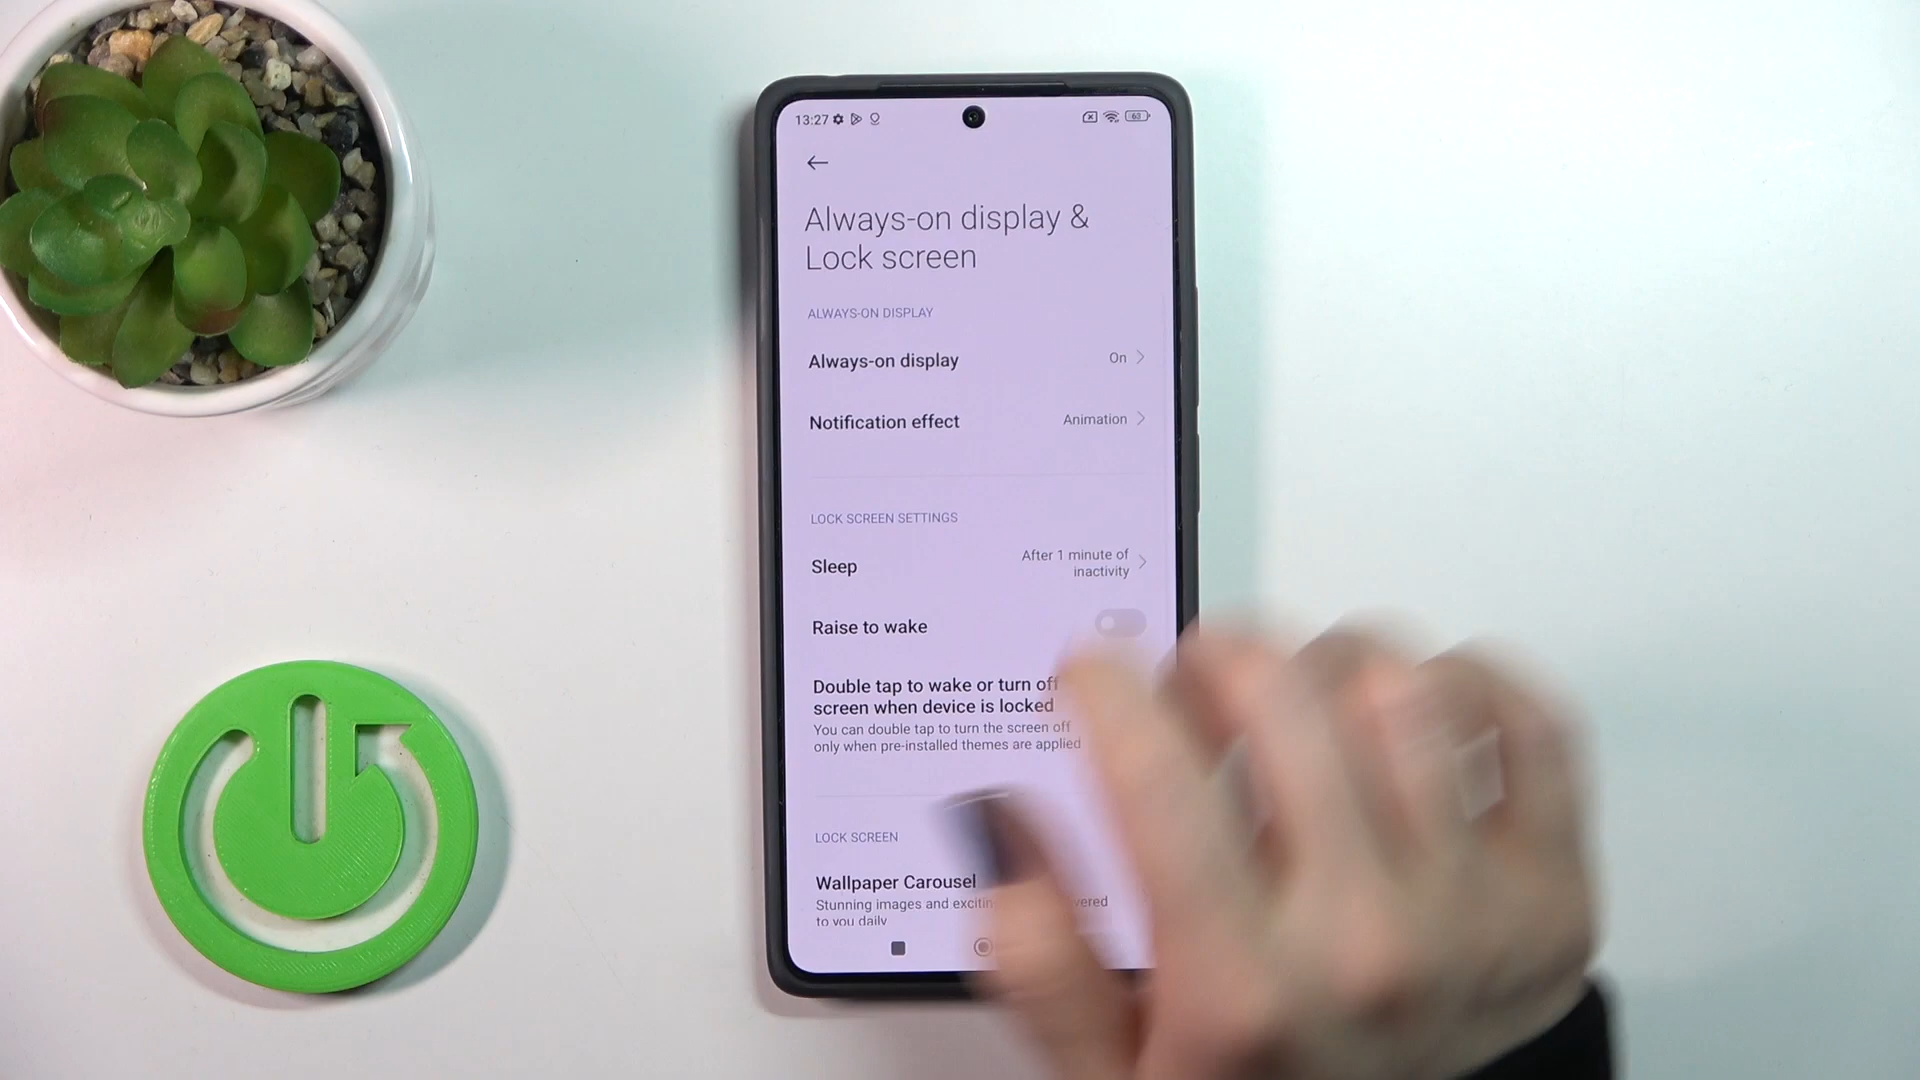 13:27
63
Always-on display &
Lock screen
ALWAYS-ON DISPLAY
Always-on display
On
Notification effect
Animation
LOCK SCREEN SETTINGS
Sleep
After 1 minute of
inactivity
Raise to wake
Double tap to wake or turn off
screen when device is locked
You can double tap to turn the screen off
only when pre-installed themes are applied
LOCK SCREEN
Wallpaper Carousel
Stunning images and
to you daily